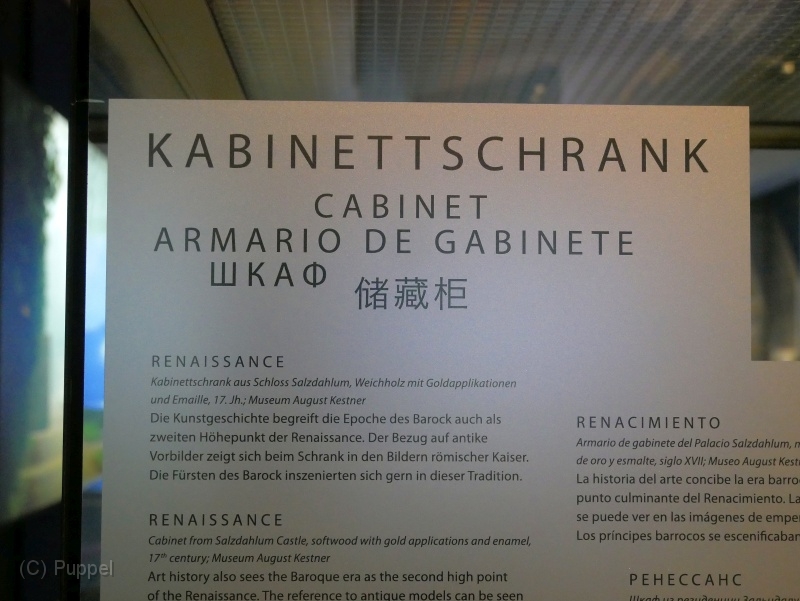 KABINETTSCHRANK
CABINET
ARMARIO DE GABINETE
ШКАФ
储藏柜
RENAISSANCE
Kabinettschrank aus Schloss Salzdahlum, Weichholz mit Goldapplikationen
und Emaille, 17. Jh.; Museum August Kestner
Die Kunstgeschichte begreift die Epoche des Barock auch als
zweiten Höhepunkt der Renaissance. Der Bezug auf antike
Vorbilder zeigt sich beim Schrank in den Bildern römischer Kaiser.
Die Fürsten des Barock inszenierten sich gern in dieser Tradition.
RENAISSANCE
Cabinet from Salzdahlum Castle, softwood with gold applications and enamel,
17th century; Museum August Kestner
Art history also sees the Baroque era as the second high point
of the Renaissance. The reference to antique models can be seen
RENACIMIENTO
Armario de gabinete del Palacio Salzdahlum,
de oro y esmalte, siglo XVII; Museo August
La historia del arte concibe la era
punto culminante del Renacimiento. La
se puede ver en las imágenes de
Los príncipes barrocos se
РЕНЕССАНС
(C) Puppel